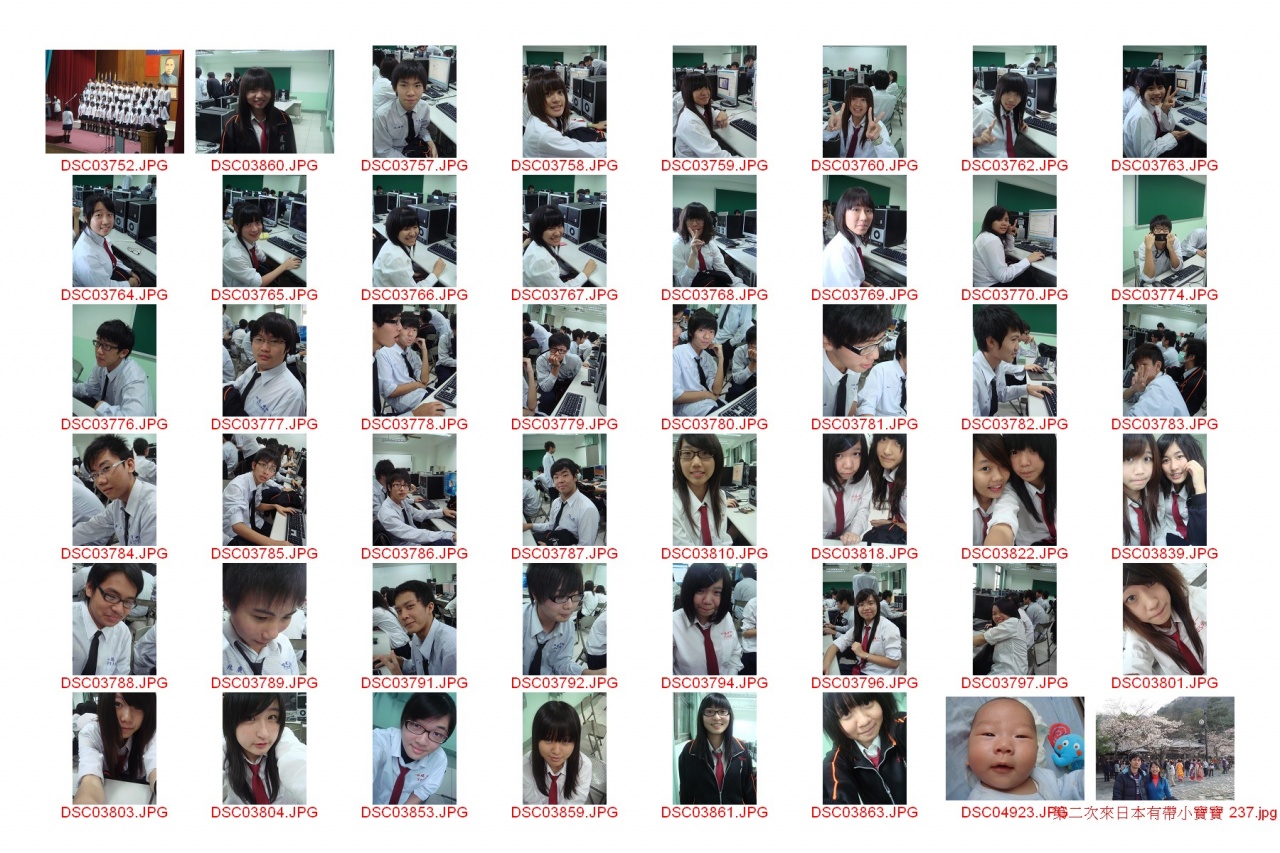 DSC03752.JPG DSC03860.JPG DSC03757.JPG DSC03758.JPG DSC03759.JPG DSC03760.JPG DSC03762.JPG DSC03763.JPG
DSC03764.JPG DSC03765.JPG DSC03766.JPG DSC03767.JPG DSC03768.JPG DSC03769.JPG DSC03770.JPG DSC03774.JPG
DSC03776.JPG DSC03777.JPG DSC03778.JPG DSC03779.JPG DSC03780.JPG DSC03781.JPG DSC03782.JPG DSC03783.JPG
DSC03784.JPG DSC03785.JPG DSC03786.JPG DSC03787.JPG DSC03810.JPG DSC03818.JPG DSC03822.JPG DSC03839.JPG
DSC03788.JPG DSC03789.JPG DSC03791.JPG DSC03792.JPG DSC03794.JPG DSC03796.JPG DSC03797.JPG DSC03801.JPG
DSC03803.JPG DSC03804.JPG DSC03853.JPG DSC03859.JPG DSC03861.JPG DSC03863.JPG DSC04923.JPG 第二次來日本有帶小寶寶 237.jpg